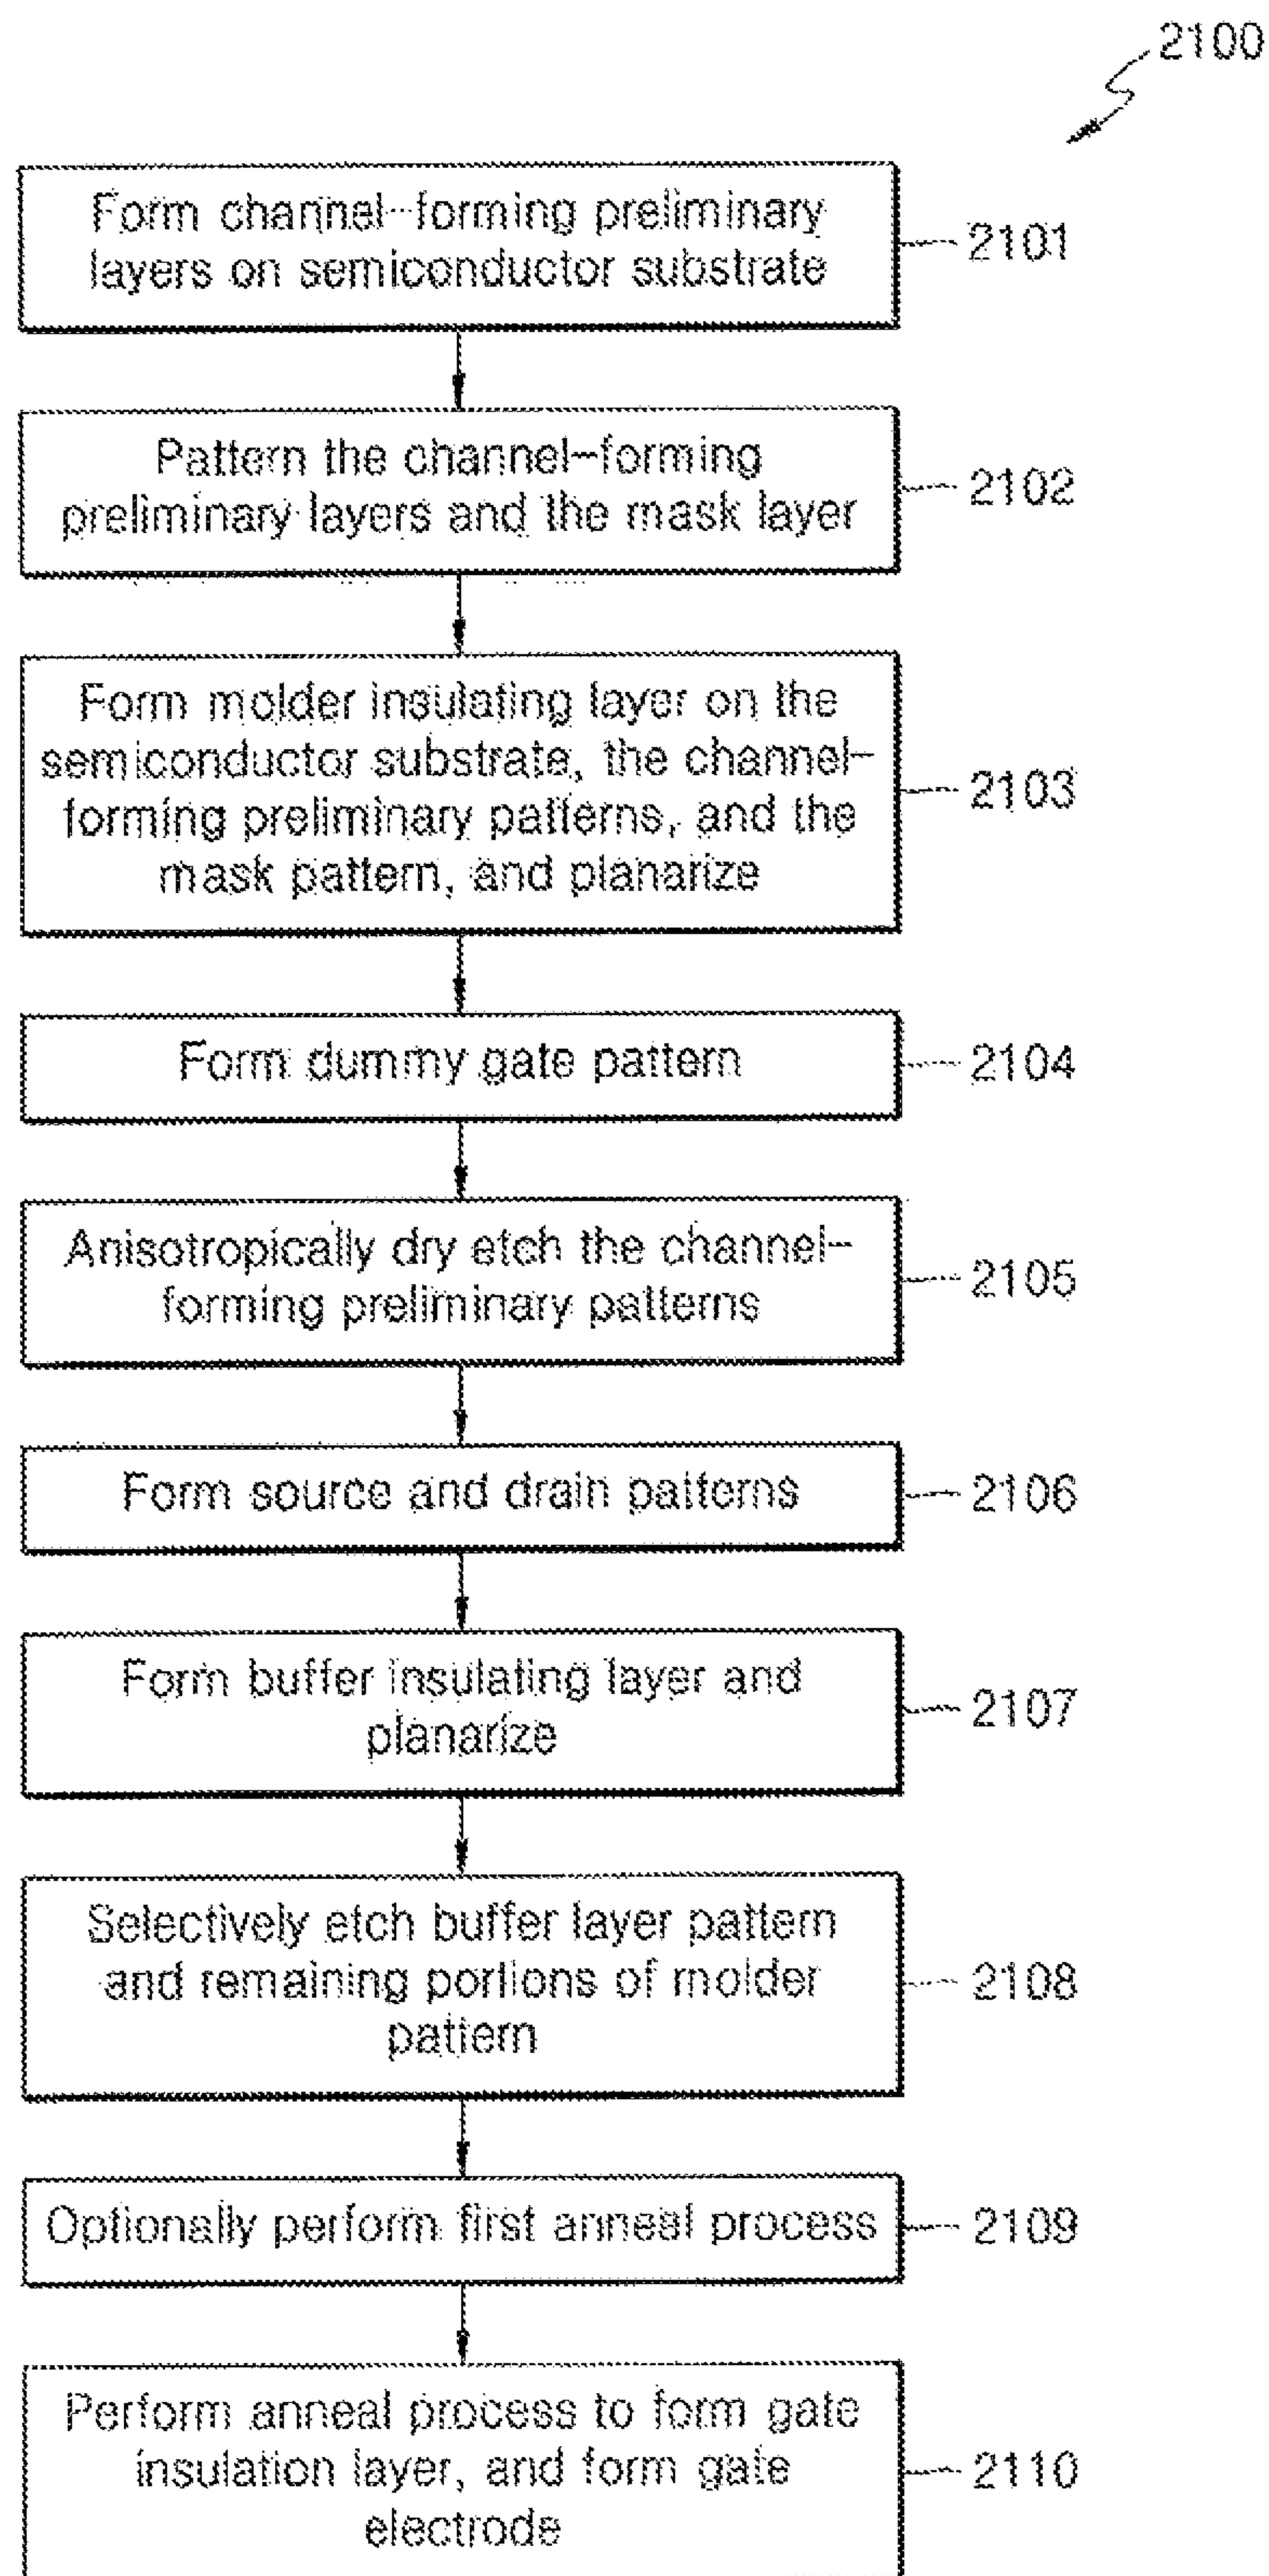 2100
Form channel-forming preliminary
layers on semiconductor substrate
2101
Pattern the channel-forming
preliminary layers and the mask layer
2102
Form molder insulating layer on the
semiconductor substrate, the channel-
forming preliminary patterns, and the
mask pattern, and planarize
2103
Form dummy gate pattern
2104
Anisotropically dry etch the channel-
forming preliminary patterns
2105
Form source and drain patterns
2106
Form buffer insulating layer and
planarize
2107
Selectively etch buffer layer pattern
and remaining portions of molder
pattern
2108
Optionally perform first anneal process
2109
Perform anneal process to form gate
insulation layer, and form gate
electrode
2110